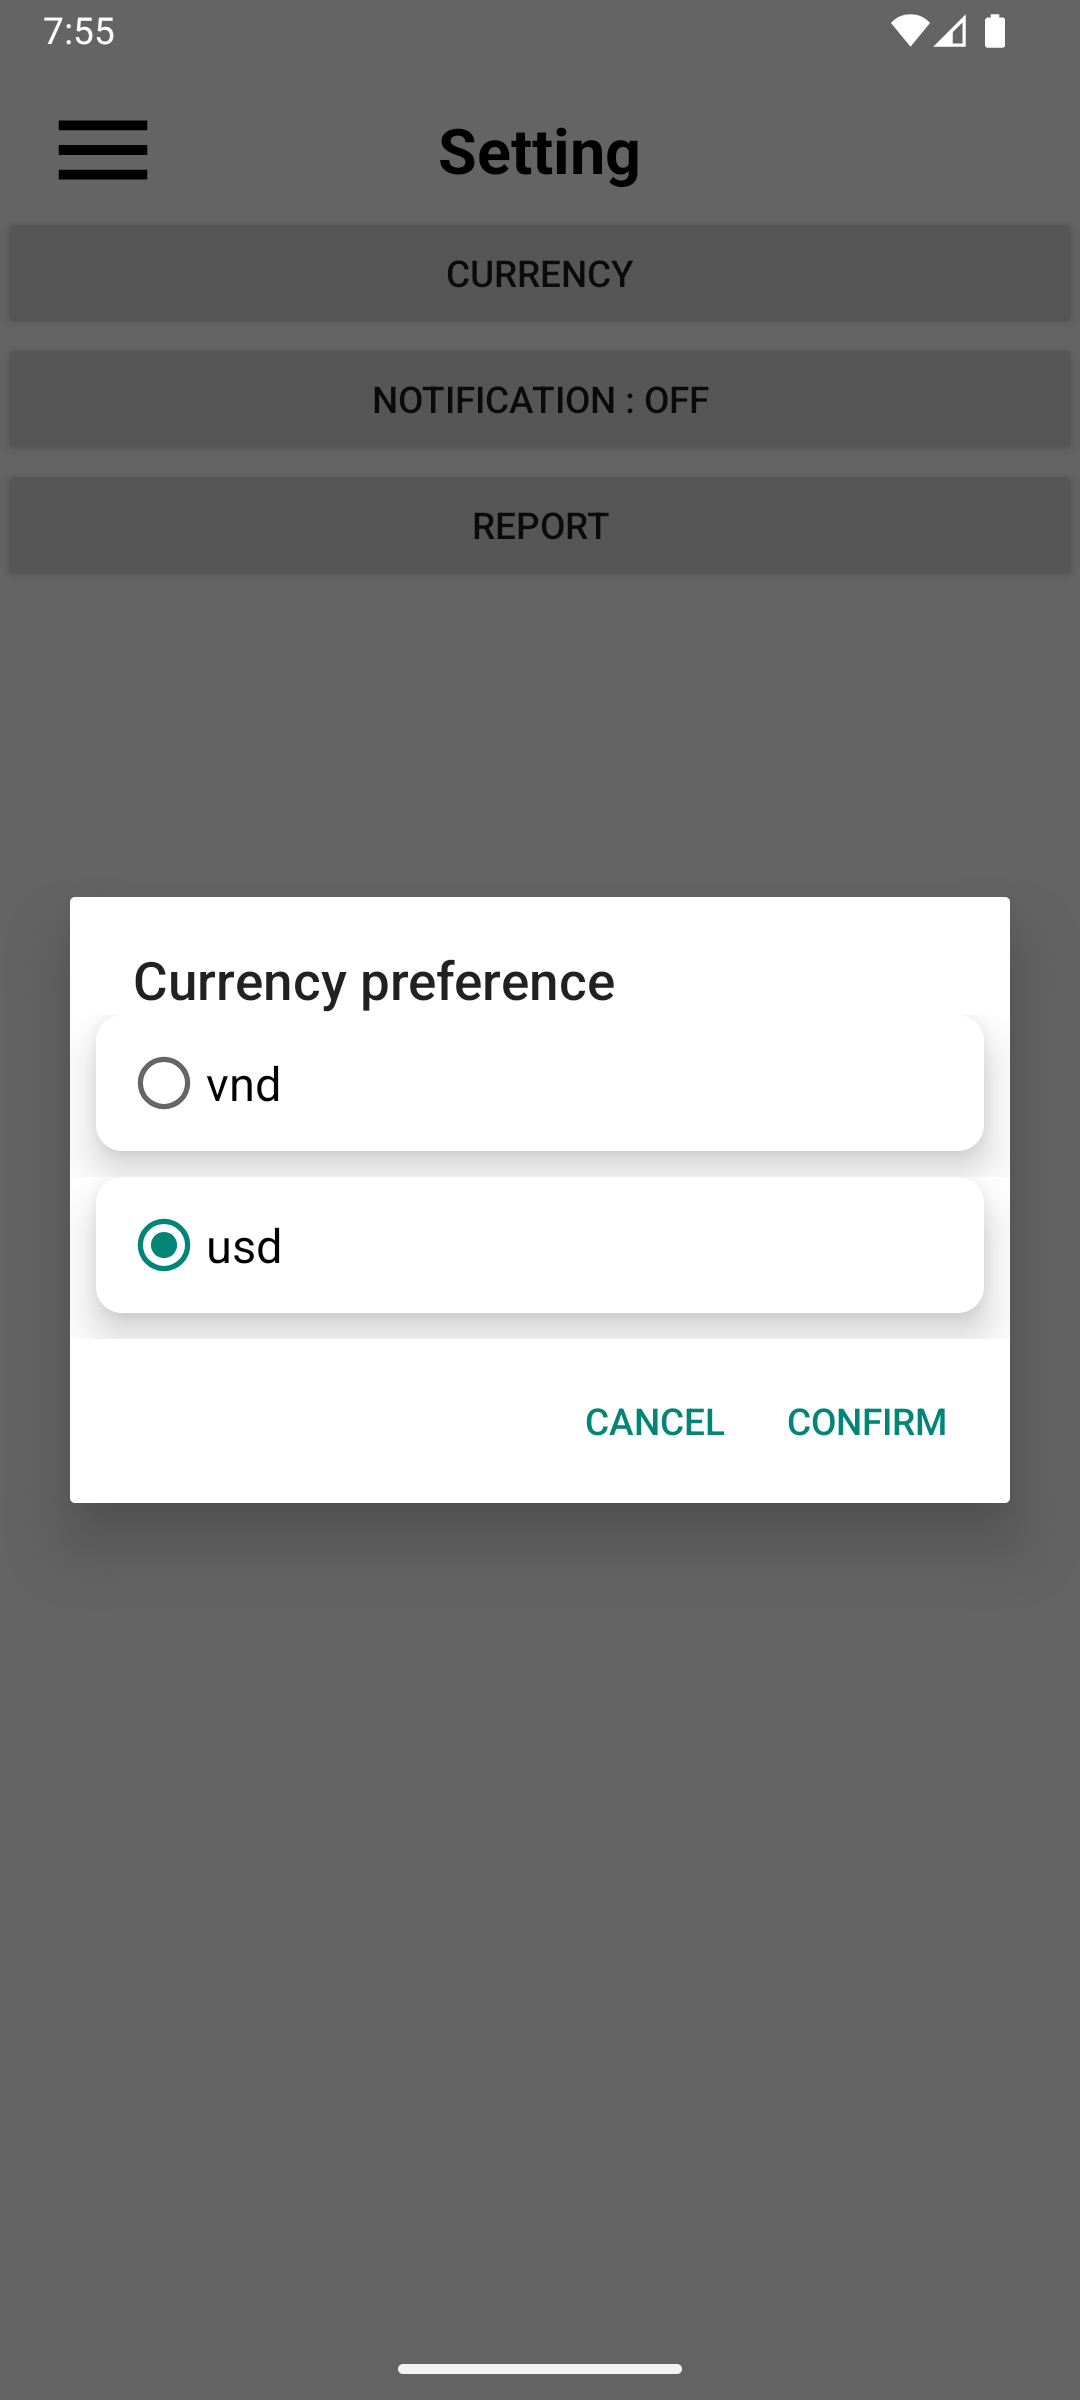 7:55
Setting
CURRENCY
NOTIFICATION : OFF
REPORT
Currency preference
vnd
usd
CANCEL CONFIRM